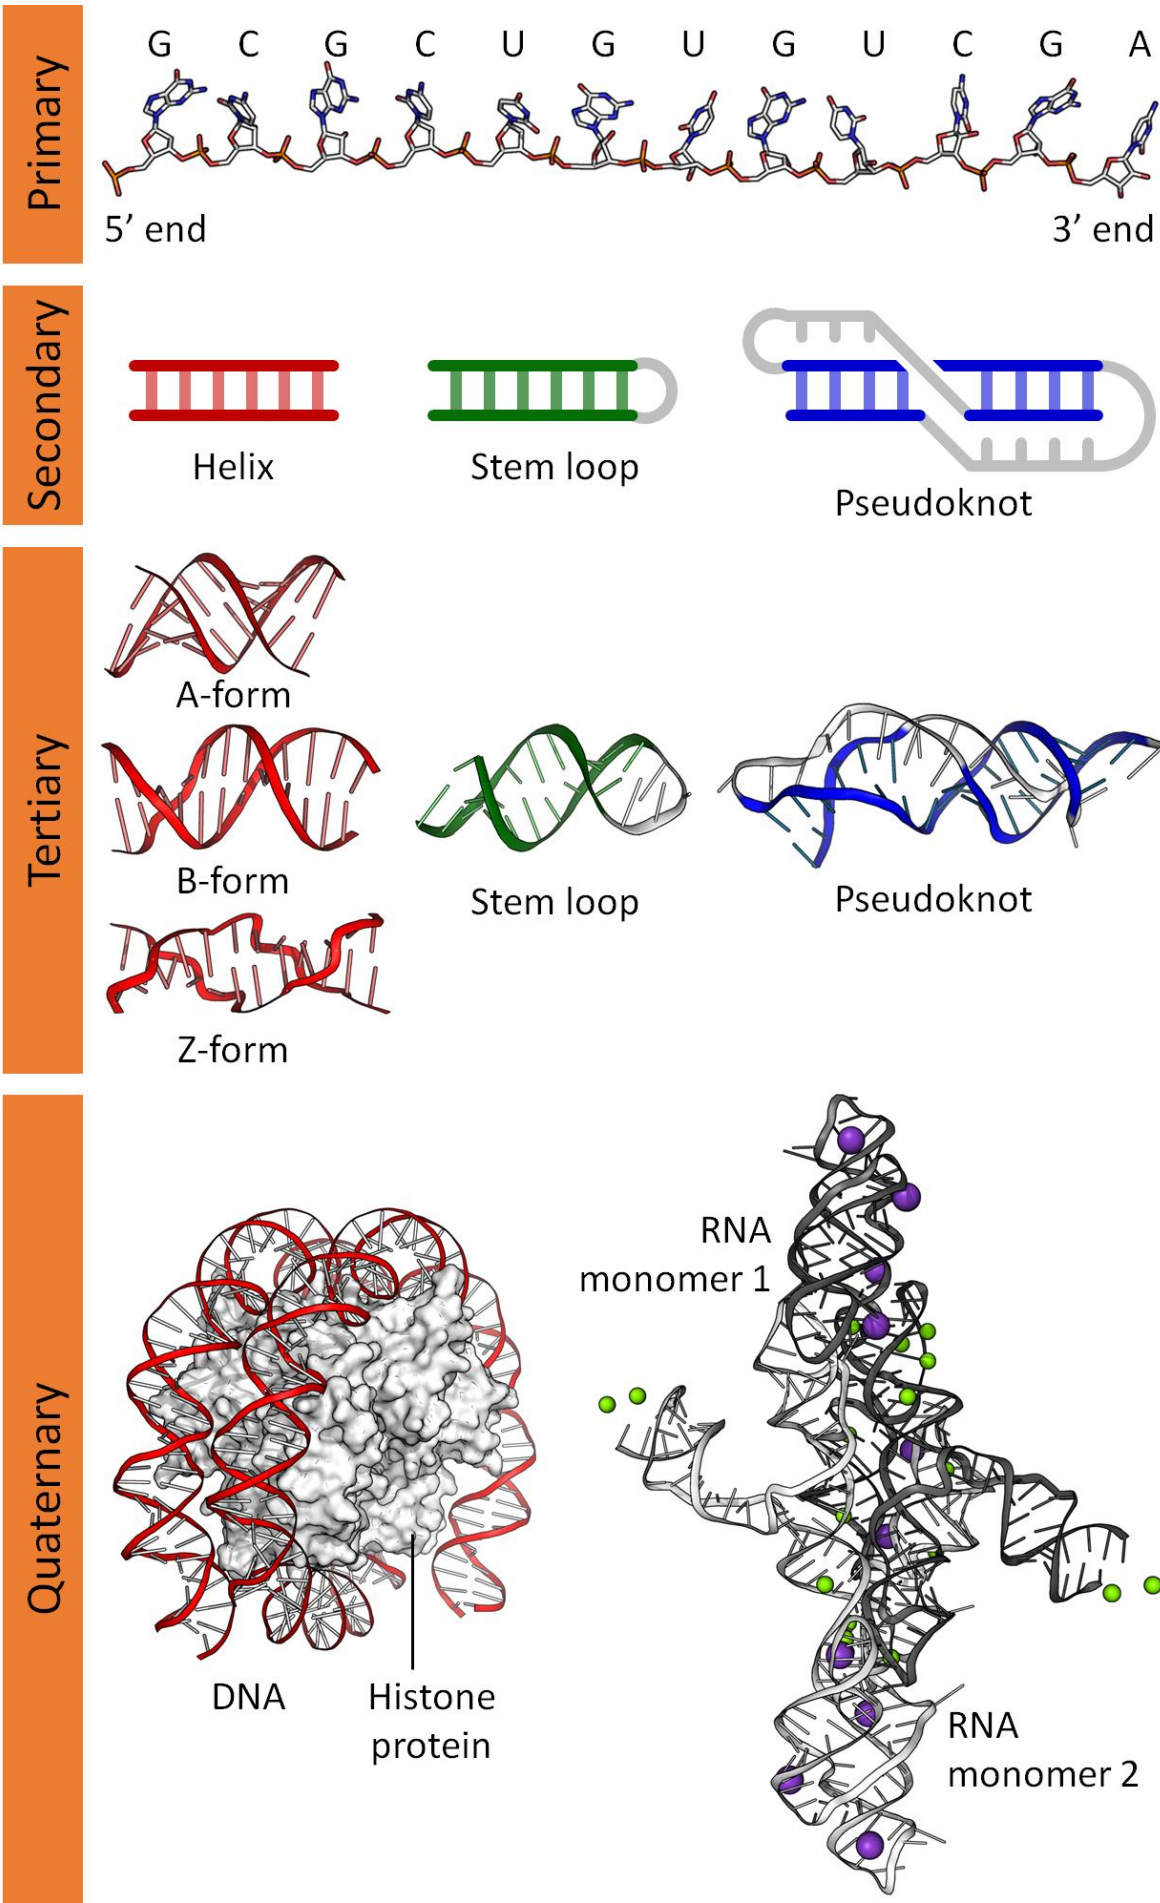 Primary
G C G C U G U G U C G A
5’ end
3’ end
Secondary
Helix
Stem loop
Pseudoknot
Tertiary
A-form
B-form
Z-form
Stem loop
Pseudoknot
Quaternary
DNA
Histone
protein
RNA
monomer 1
RNA
monomer 2